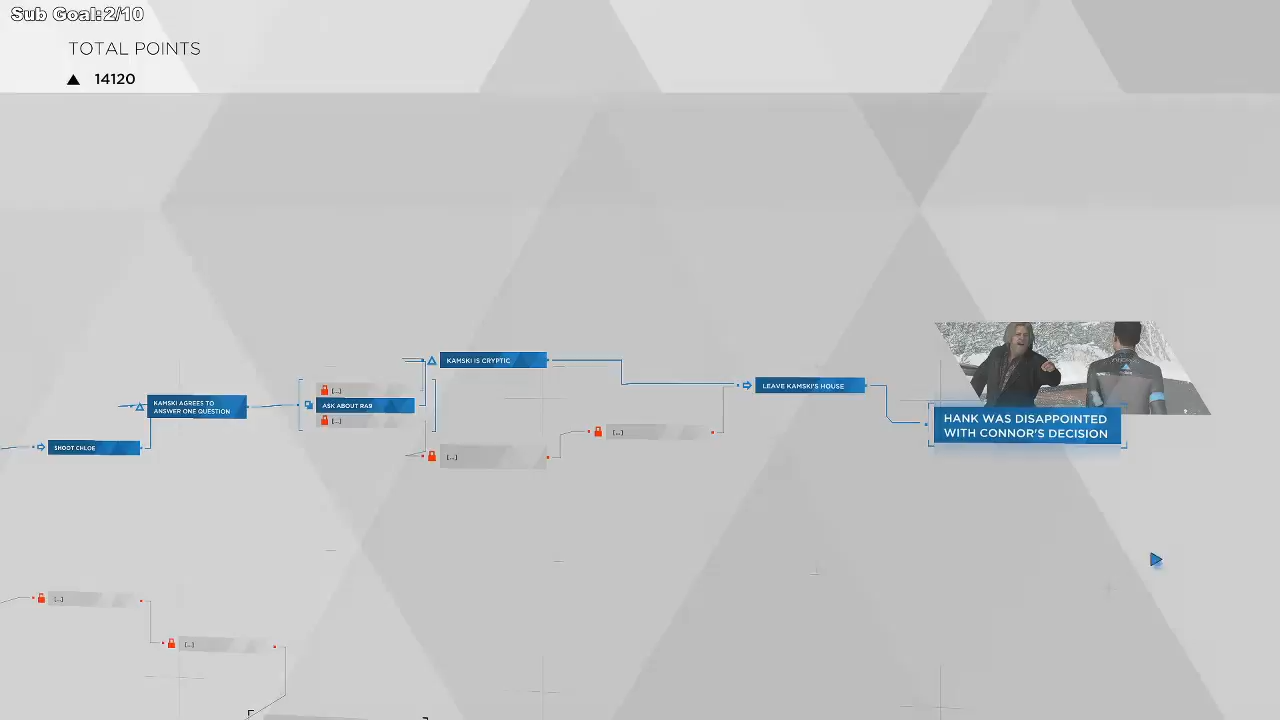 Sub Goal: 2/10
TOTAL POINTS
14120
KAMSKI IS CRYPTIC
LEAVE KAMSKI'S HOUSE
[...]
KAMSKI AGREES TO
ANSWER ONE QUESTION
ASK ABOUT RA9
[...]
HANK WAS DISAPPOINTED
WITH CONNOR'S DECISION
[...]
SHOOT CHLOE
[...]
[...]
[...]